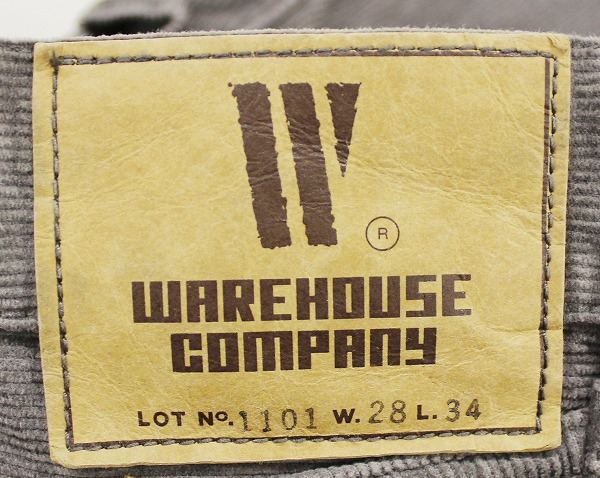 W
®
WAREHOUSE
COMPANY
LOT No. 1101 W. 28 L. 34